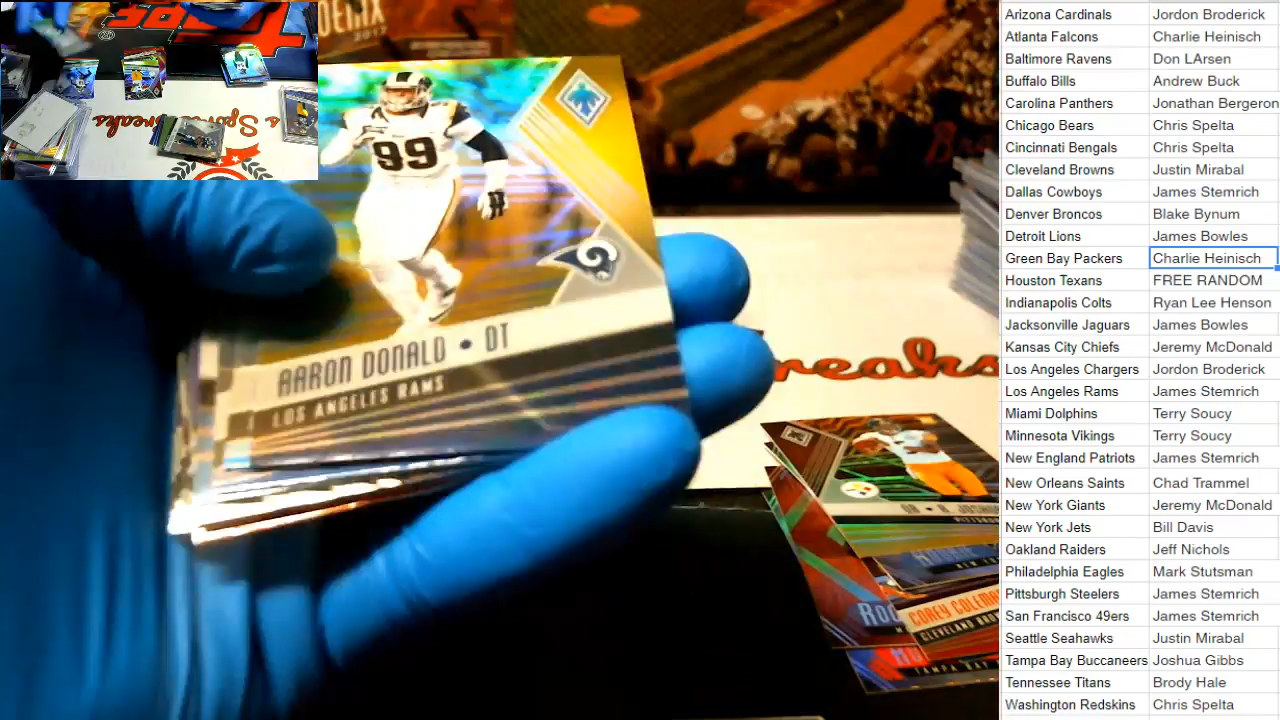 2017
99
AARON DONALD • DT
LOS ANGELES RAMS
COREY COLEMAN
Arizona Cardinals Jordon Broderick
Atlanta Falcons Charlie Heinisch
Baltimore Ravens Don LArsen
Buffalo Bills Andrew Buck
Carolina Panthers Jonathan Bergeron
Chicago Bears Chris Spelta
Cincinnati Bengals Chris Spelta
Cleveland Browns Justin Mirabal
Dallas Cowboys James Stemrich
Denver Broncos Blake Bynum
Detroit Lions James Bowles
Green Bay Packers Charlie Heinisch
Houston Texans FREE RANDOM
Indianapolis Colts Ryan Lee Henson
Jacksonville Jaguars James Bowles
Kansas City Chiefs Jeremy McDonald
Los Angeles Chargers Jordon Broderick
Los Angeles Rams James Stemrich
Miami Dolphins Terry Soucy
Minnesota Vikings Terry Soucy
New England Patriots James Stemrich
New Orleans Saints Chad Trammel
New York Giants Jeremy McDonald
New York Jets Bill Davis
Oakland Raiders Jeff Nichols
Philadelphia Eagles Mark Stutsman
Pittsburgh Steelers James Stemrich
San Francisco 49ers James Stemrich
Seattle Seahawks Justin Mirabal
Tampa Bay Buccaneers Joshua Gibbs
Tennessee Titans Brody Hale
Washington Redskins Chris Spelta